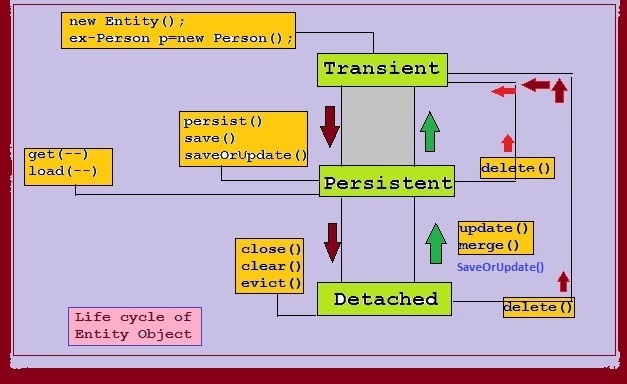 new Entity();
ex-Person p=new Person();
Transient
persist()
save()
saveOrUpdate()
get(--)
load(--)
delete()
Persistent
update()
merge()
SaveOrUpdate()
close()
clear()
evict()
Detached
delete()
Life cycle of
Entity Object